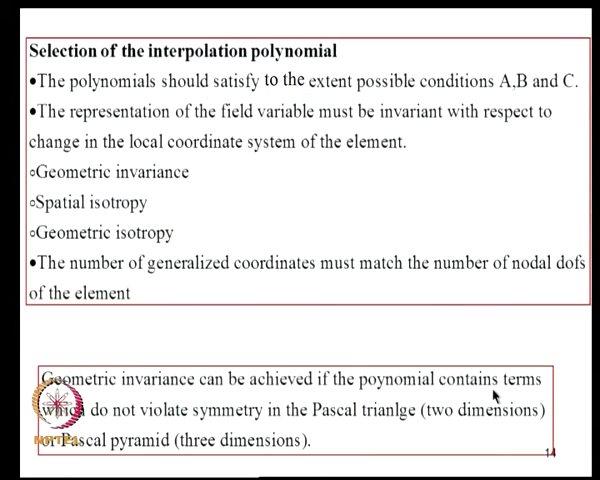 Selection of the interpolation polynomial
•The polynomials should satisfy to the extent possible conditions A,B and C.
•The representation of the field variable must be invariant with respect to
change in the local coordinate system of the element.
○Geometric invariance
○Spatial isotropy
○Geometric isotropy
•The number of generalized coordinates must match the number of nodal dofs
of the element
Geometric invariance can be achieved if the poynomial contains terms
which do not violate symmetry in the Pascal trianlge (two dimensions)
or Pascal pyramid (three dimensions).
NPTEL
14